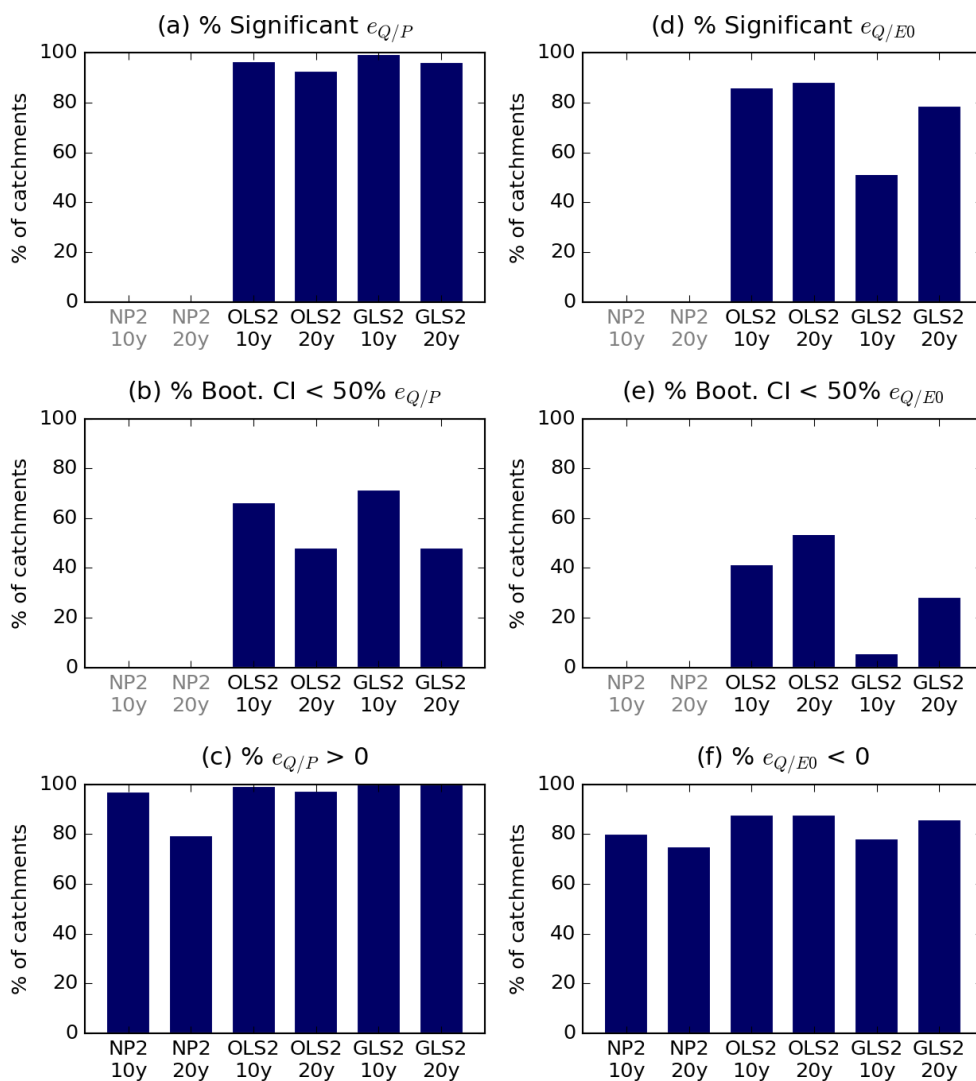 (a) % Significant e_{Q/P}
% of catchments
100
80
60
40
20
0
NP2 NP2 OLS2 OLS2 GLS2 GLS2
10y 20y 10y 20y 10y 20y
(d) % Significant e_{Q/E0}
% of catchments
100
80
60
40
20
0
NP2 NP2 OLS2 OLS2 GLS2 GLS2
10y 20y 10y 20y 10y 20y
(b) % Boot. CI < 50% e_{Q/P}
% of catchments
100
80
60
40
20
0
NP2 NP2 OLS2 OLS2 GLS2 GLS2
10y 20y 10y 20y 10y 20y
(e) % Boot. CI < 50% e_{Q/E0}
% of catchments
100
80
60
40
20
0
NP2 NP2 OLS2 OLS2 GLS2 GLS2
10y 20y 10y 20y 10y 20y
(c) % e_{Q/P} > 0
% of catchments
100
80
60
40
20
0
NP2 NP2 OLS2 OLS2 GLS2 GLS2
10y 20y 10y 20y 10y 20y
(f) % e_{Q/E0} < 0
% of catchments
100
80
60
40
20
0
NP2 NP2 OLS2 OLS2 GLS2 GLS2
10y 20y 10y 20y 10y 20y